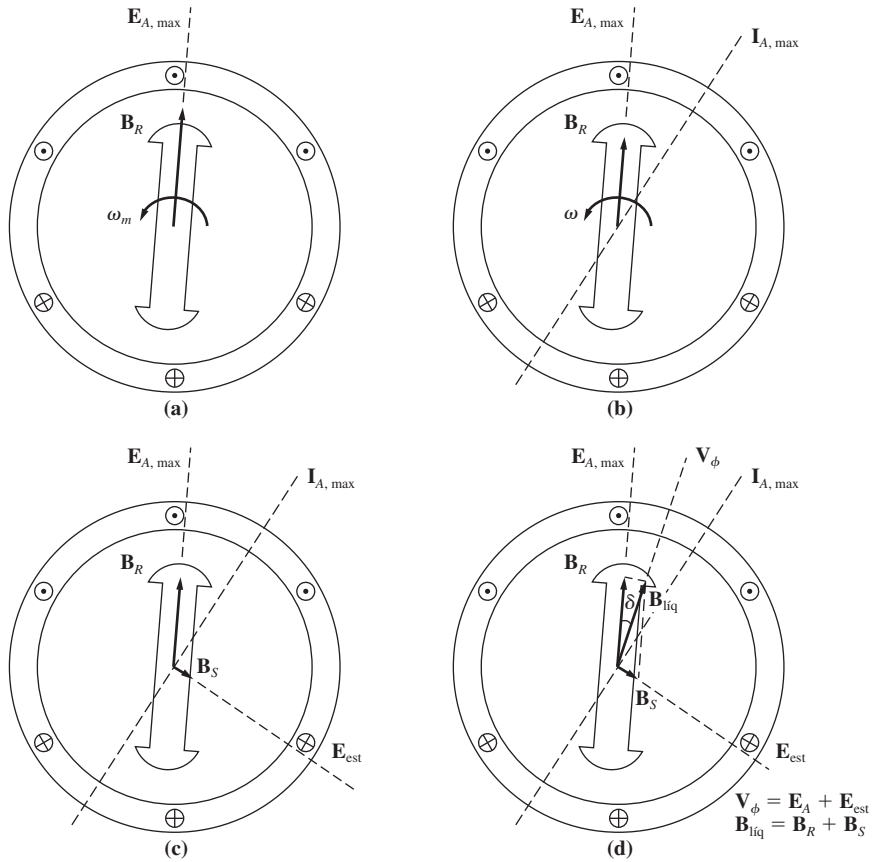 E_A, max
B_R
ω_m
(a)
E_A, max
I_A, max
B_R
ω
(b)
E_A, max
I_A, max
B_R
B_S
E_est
(c)
E_A, max
V_ϕ
I_A, max
B_R
δ
B_líq
B_S
E_est
V_ϕ = E_A + E_est
B_líq = B_R + B_S
(d)